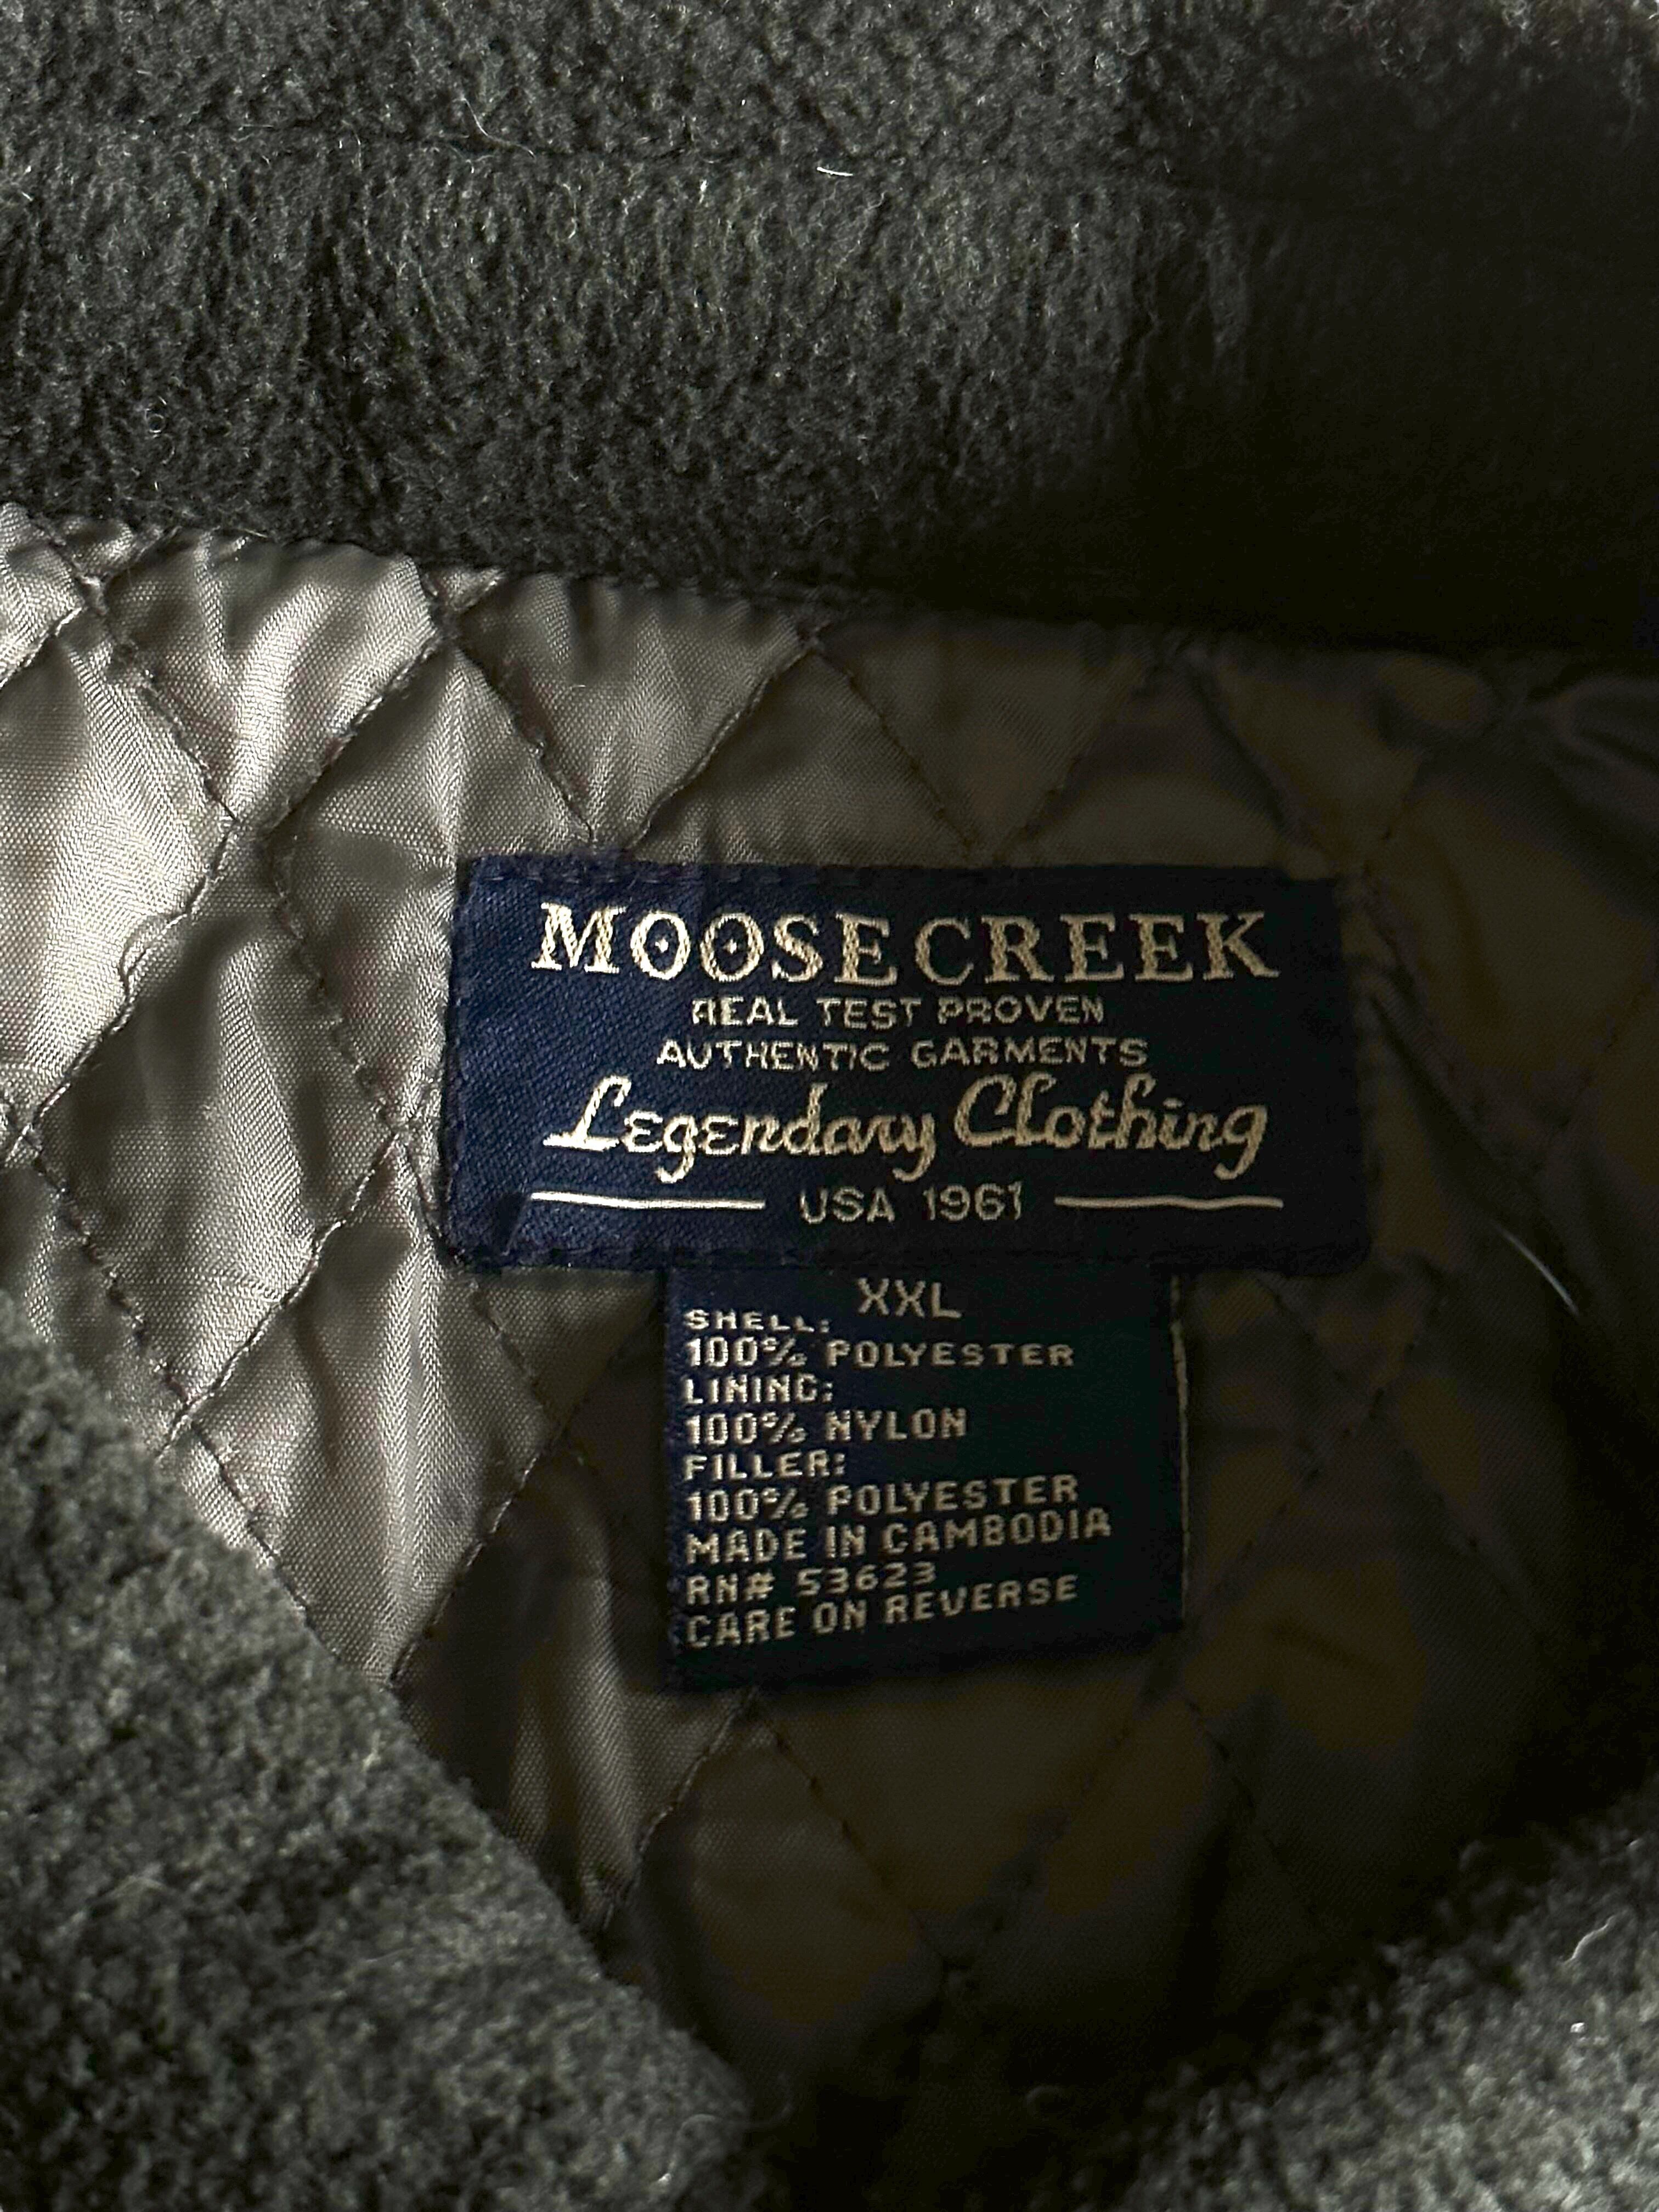 MOOSECREEK
REAL TEST PROVEN
AUTHENTIC GARMENTS
Legendary Clothing
USA 1961
XXL
SHELL:
100% POLYESTER
LINING:
100% NYLON
FILLER:
100% POLYESTER
MADE IN CAMBODIA
RN# 53623
CARE ON REVERSE